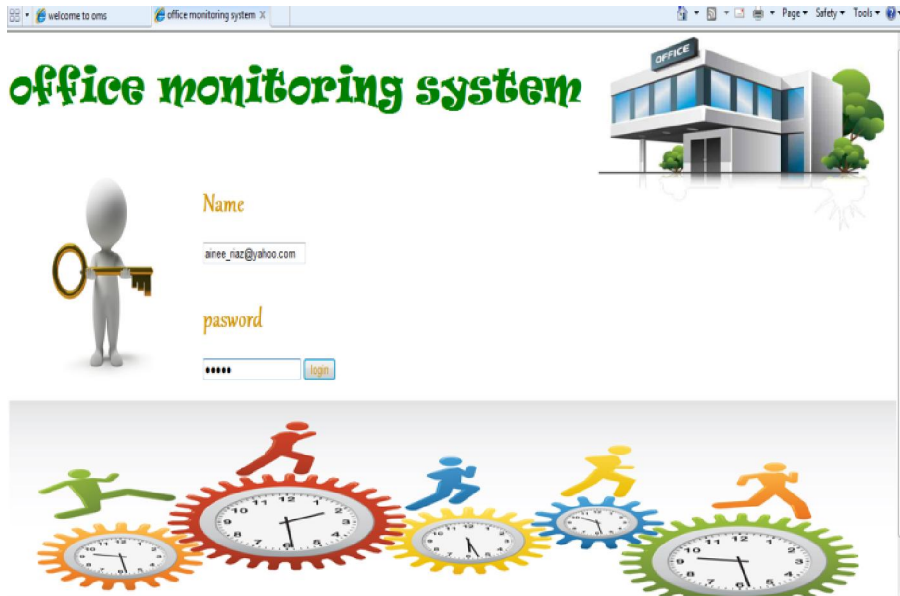 welcome to oms office monitoring system X Page Safety Tools
OFFICE
office monitoring system
Name
ainee_riaz@yahoo.com
pasword
••••• login